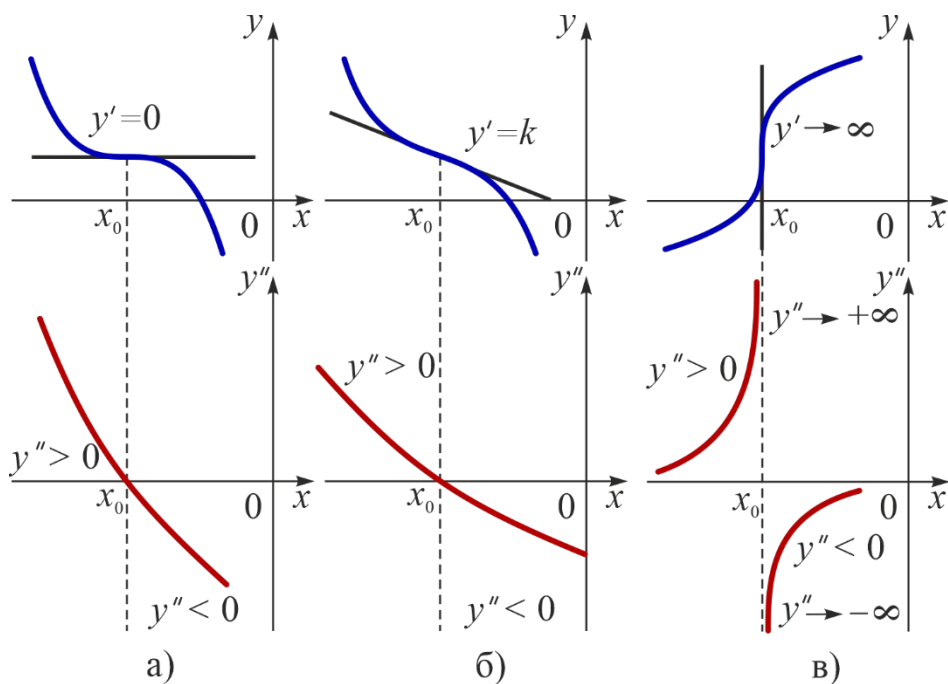 y
y
y
y′=0
y′=k
y′→∞
x₀
0
x
x₀
0
x
x₀
0
x
y″
y″
y″
y″→+∞
y″>0
y″>0
y″>0
x₀
0
x
x₀
0
x
x₀
0
x
y″<0
y″<0
y″<0
y″→−∞
а)
б)
в)